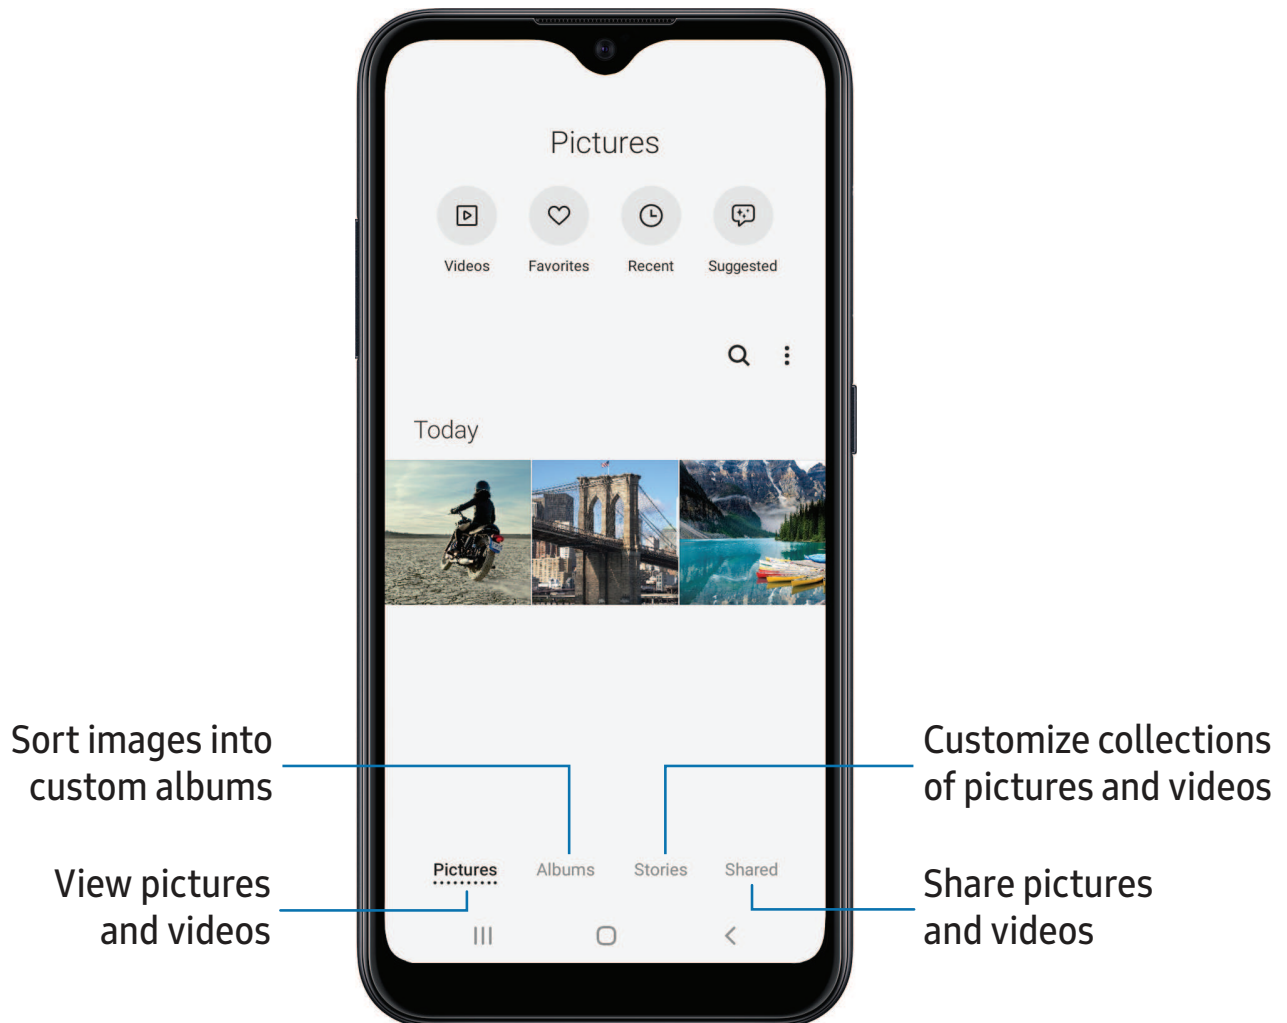 Pictures
Videos Favorites Recent Suggested
Today
Sort images into
custom albums
Customize collections
of pictures and videos
Pictures Albums Stories Shared
View pictures
and videos
Share pictures
and videos